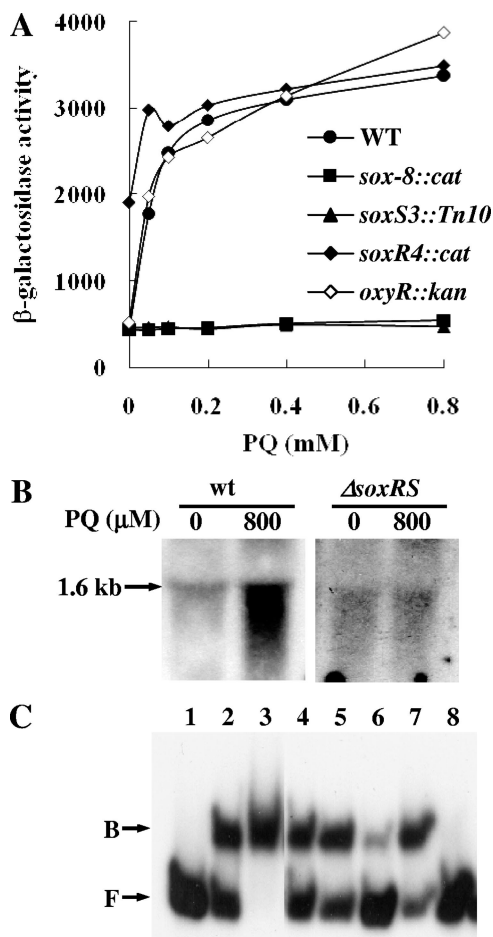 A
β-galactosidase activity
4000
3000
2000
1000
0
WT
sox-8::cat
soxS3::Tn10
soxR4::cat
oxyR::kan
0 0.2 0.4 0.6 0.8
PQ (mM)
B
wt ΔsoxRS
PQ (μM) 0 800 0 800
1.6 kb
C
1 2 3 4 5 6 7 8
B
F